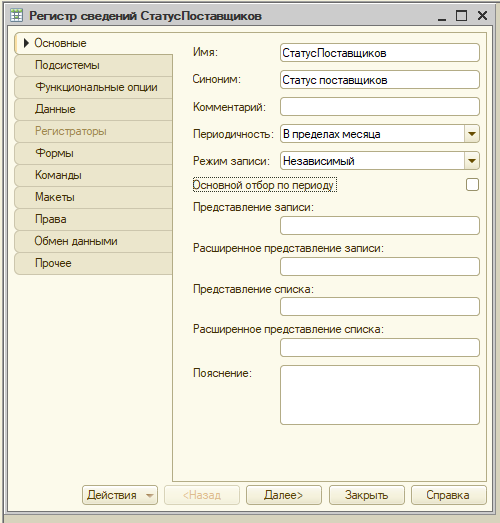 Регистр сведений СтатусПоставщиков
Основные
Подсистемы
Функциональные опции
Данные
Регистраторы
Формы
Команды
Макеты
Права
Обмен данными
Прочее
Имя: СтатусПоставщиков
Синоним: Статус поставщиков
Комментарий:
Периодичность: В пределах месяца
Режим записи: Независимый
Основной отбор по периоду
Представление записи:
Расширенное представление записи:
Представление списка:
Расширенное представление списка:
Пояснение:
Действия <Назад Далее> Закрыть Справка